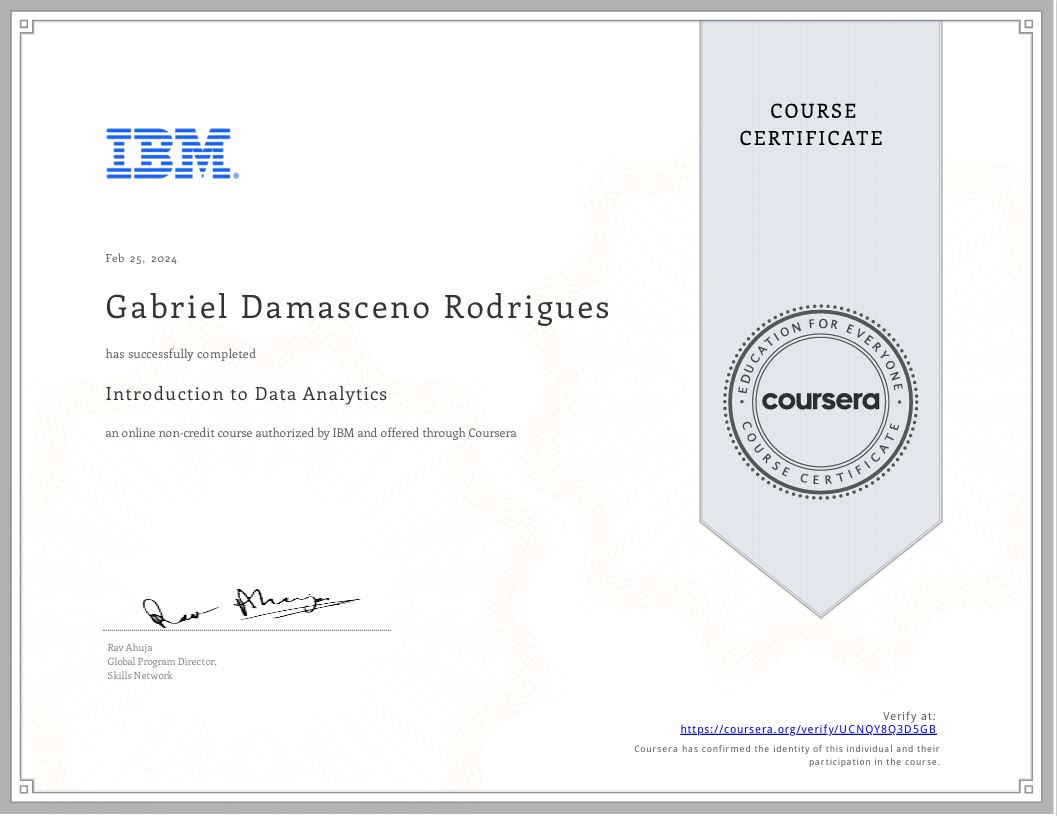 IBM®
COURSE
CERTIFICATE
Feb 25, 2024
Gabriel Damasceno Rodrigues
has successfully completed
Introduction to Data Analytics
an online non-credit course authorized by IBM and offered through Coursera
EDUCATION FOR EVERYONE
coursera
COURSE CERTIFICATE
Rav Ahuja
Rav Ahuja
Global Program Director,
Skills Network
Verify at:
https://coursera.org/verify/UCNQY8Q3D5GB
Coursera has confirmed the identity of this individual and their
participation in the course.